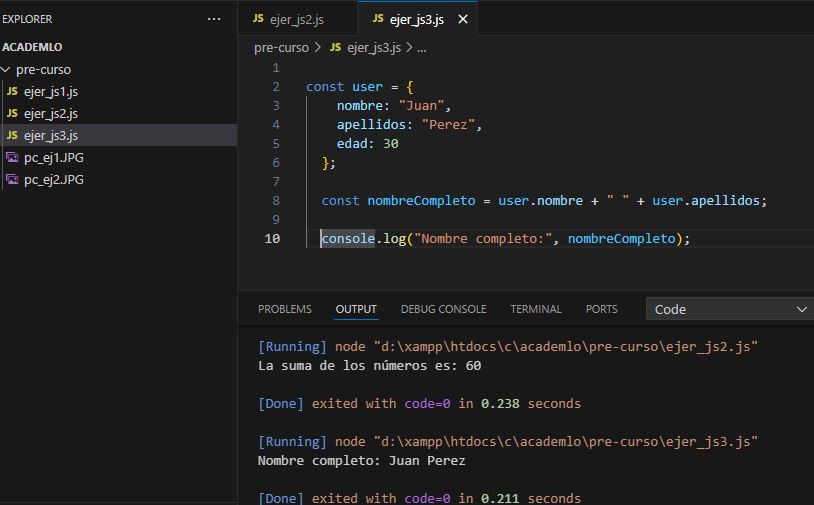 EXPLORER
···
ACADEMLO
pre-curso
JS ejer_js1.js
JS ejer_js2.js
JS ejer_js3.js
pc_ej1.JPG
pc_ej2.JPG
JS ejer_js2.js
JS ejer_js3.js ×
pre-curso > JS ejer_js3.js > ...
1
2 const user = {
3 nombre: "Juan",
4 apellidos: "Perez",
5 edad: 30
6 };
7
8 const nombreCompleto = user.nombre + " " + user.apellidos;
9
10 console.log("Nombre completo:", nombreCompleto);
PROBLEMS OUTPUT DEBUG CONSOLE TERMINAL PORTS Code
[Running] node "d:\xampp\htdocs\c\academlo\pre-curso\ejer_js2.js"
La suma de los números es: 60
[Done] exited with code=0 in 0.238 seconds
[Running] node "d:\xampp\htdocs\c\academlo\pre-curso\ejer_js3.js"
Nombre completo: Juan Perez
[Done] exited with code=0 in 0.211 seconds